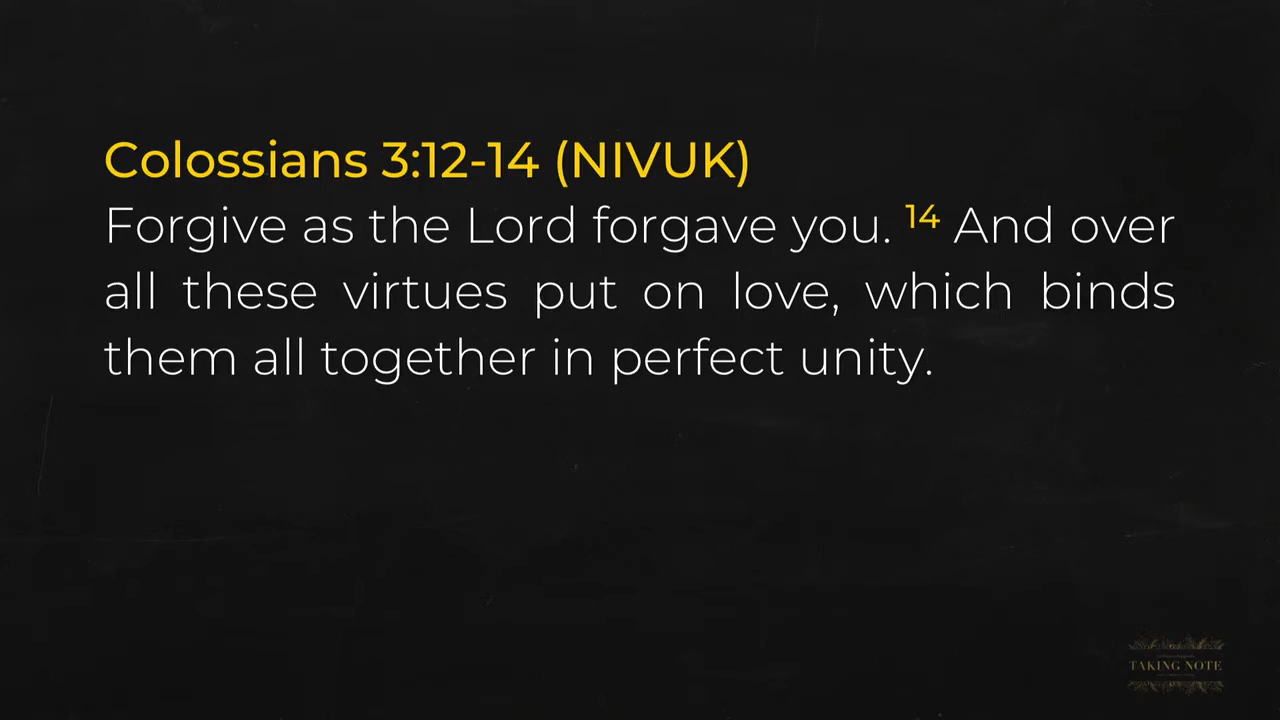 Colossians 3:12-14 (NIVUK)
Forgive as the Lord forgave you. 14 And over
all these virtues put on love, which binds
them all together in perfect unity.
TAKING NOTE